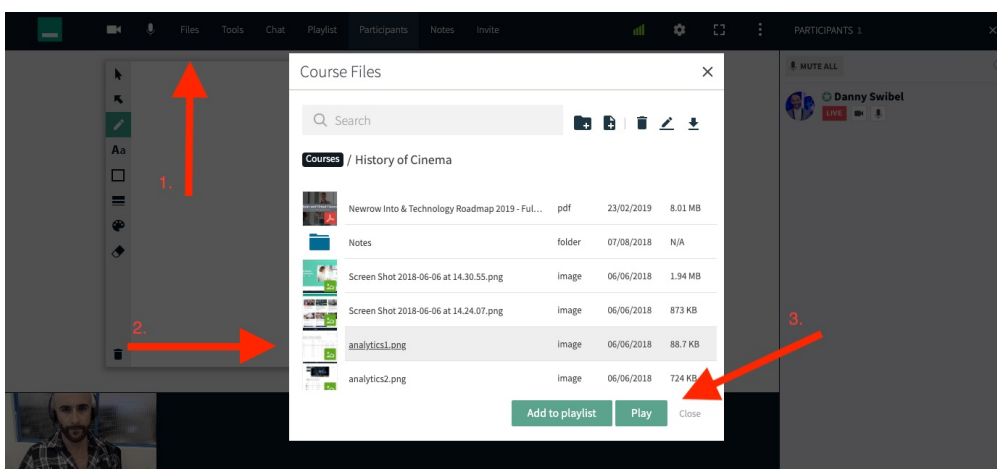 Files Tools Chat Playlist Participants Notes Invite PARTICIPANTS 1
MUTE ALL
Danny Swibel
LIVE
Aa
1.
2.
3.
Course Files
Search
Courses / History of Cinema
Newrow Into & Technology Roadmap 2019 - Ful... pdf 23/02/2019 8.01 MB
Notes folder 07/08/2018 N/A
Screen Shot 2018-06-06 at 14.30.55.png image 06/06/2018 1.94 MB
Screen Shot 2018-06-06 at 14.24.07.png image 06/06/2018 873 KB
analytics1.png image 06/06/2018 88.7 KB
analytics2.png image 06/06/2018 724 KB
Add to playlist Play Close